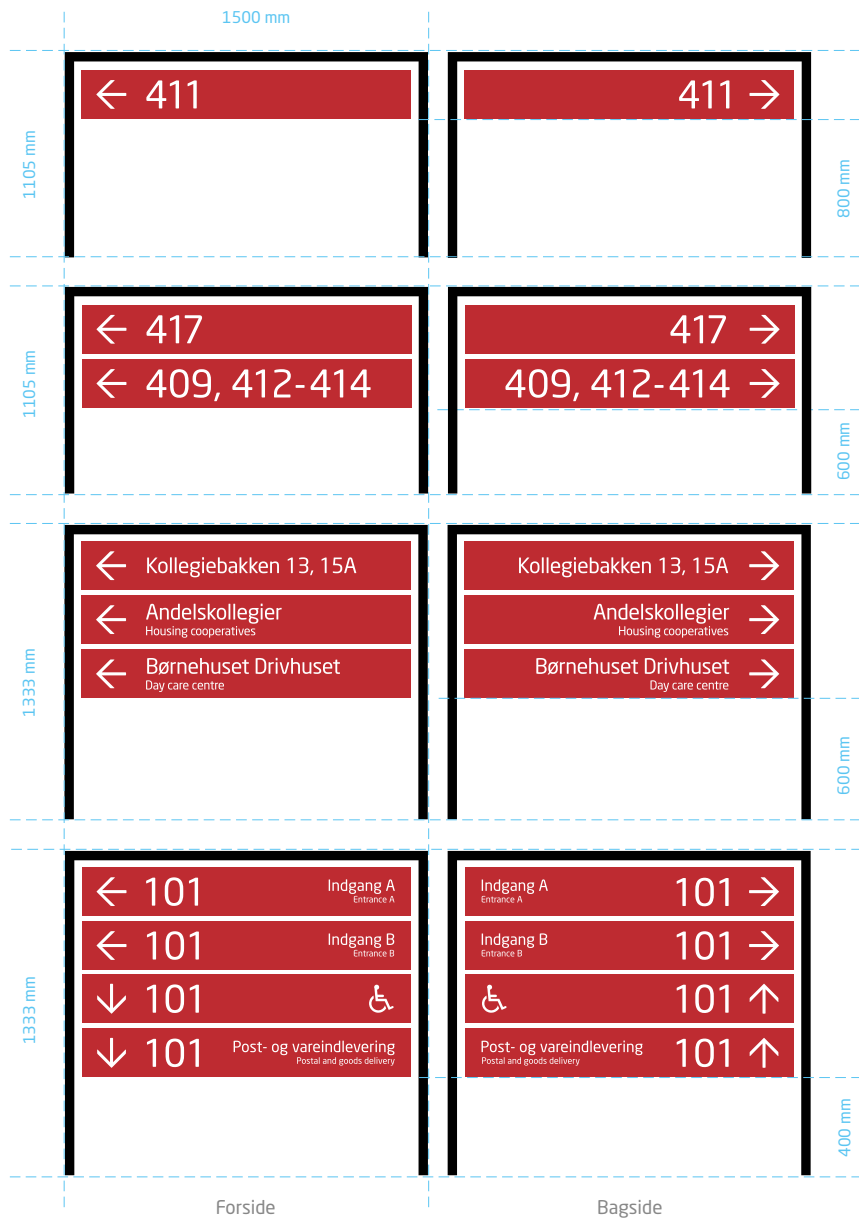 1500 mm
← 411
411 →
1105 mm
800 mm
← 417
417 →
← 409, 412-414
409, 412-414 →
1105 mm
600 mm
← Kollegiebakken 13, 15A
Kollegiebakken 13, 15A →
← Andelskollegier
Housing cooperatives
Andelskollegier →
Housing cooperatives
← Børnehuset Drivhuset
Day care centre
Børnehuset Drivhuset →
Day care centre
1333 mm
600 mm
← 101 Indgang A
Entrance A
Indgang A 101 →
Entrance A
← 101 Indgang B
Entrance B
Indgang B 101 →
Entrance B
↓ 101
101 ↑
↓ 101 Post- og vareindlevering
Postal and goods delivery
Post- og vareindlevering 101 ↑
Postal and goods delivery
1333 mm
400 mm
Forside
Bagside